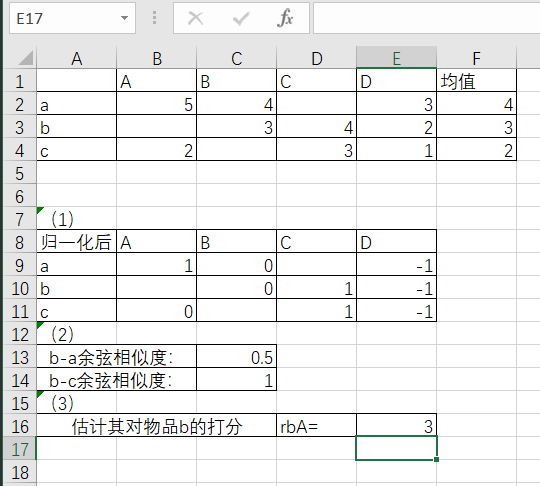 E17 fx
A B C D E F
1 A B C D 均值
2 a 5 4 3 4
3 b 3 4 2 3
4 c 2 3 1 2
5
6
7 （1）
8 归一化后 A B C D
9 a 1 0 -1
10 b 0 1 -1
11 c 0 1 -1
12 （2）
13 b-a余弦相似度： 0.5
14 b-c余弦相似度： 1
15 （3）
16 估计其对物品b的打分 rbA= 3
17
18